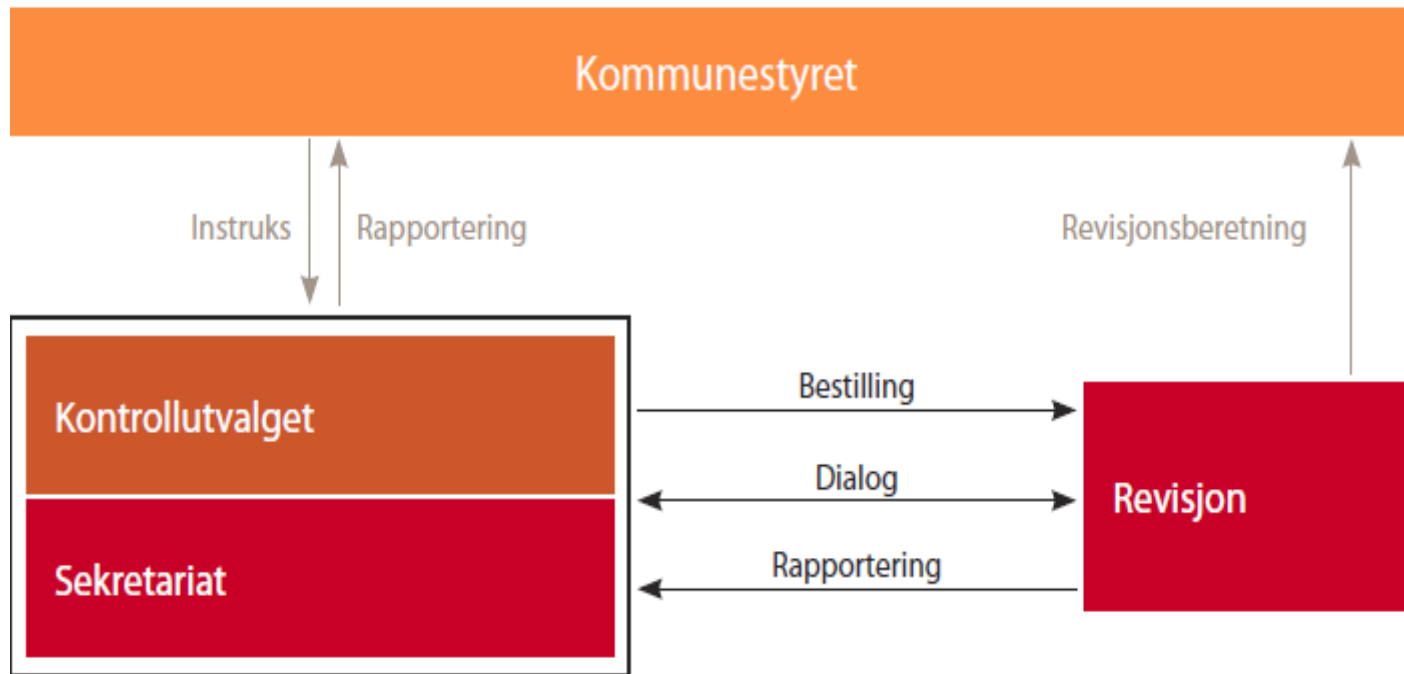 Kommunestyret
Instruks
Rapportering
Revisjonsberetning
Kontrollutvalget
Bestilling
Dialog
Revisjon
Rapportering
Sekretariat